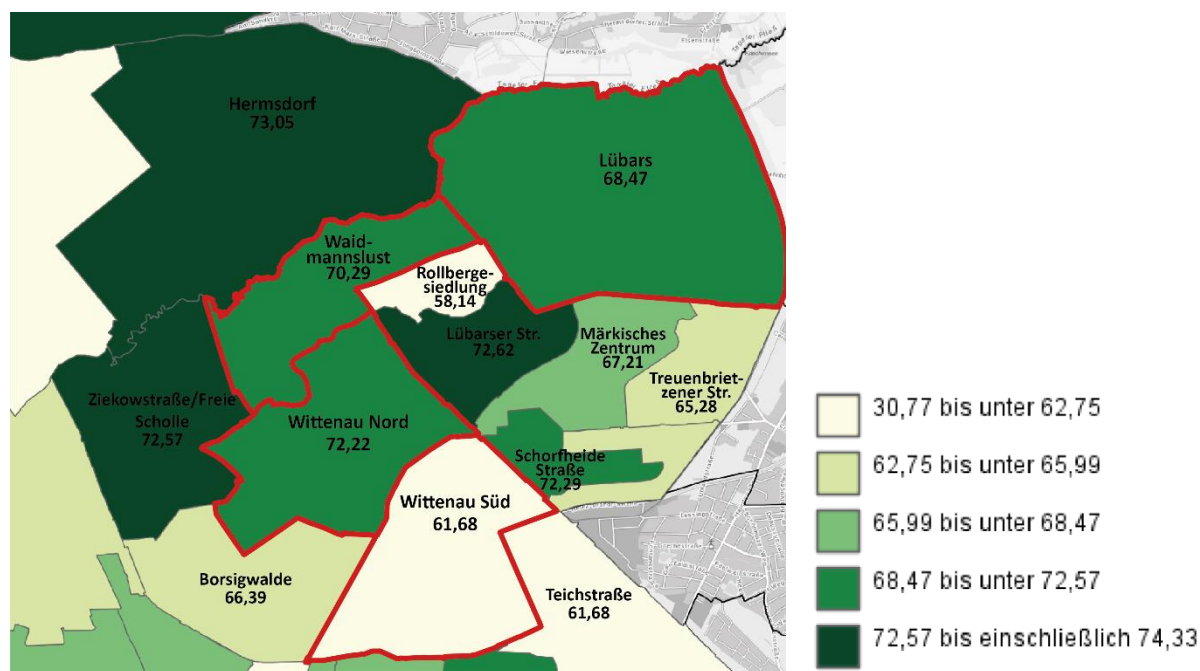 Hermsdorf
73,05
Lübars
68,47
Waid-
mannslust
70,29
Rollberge-
siedlung
58,14
Lübarser Str.
72,62
Märkisches
Zentrum
67,21
Treuenbriet-
zener Str.
65,28
Ziekowstraße/Freie
Scholle
72,57
Wittenau Nord
72,22
Schorfheide
Straße
72,29
Wittenau Süd
61,68
Borsigwalde
66,39
Teichstraße
61,68
30,77 bis unter 62,75
62,75 bis unter 65,99
65,99 bis unter 68,47
68,47 bis unter 72,57
72,57 bis einschließlich 74,33